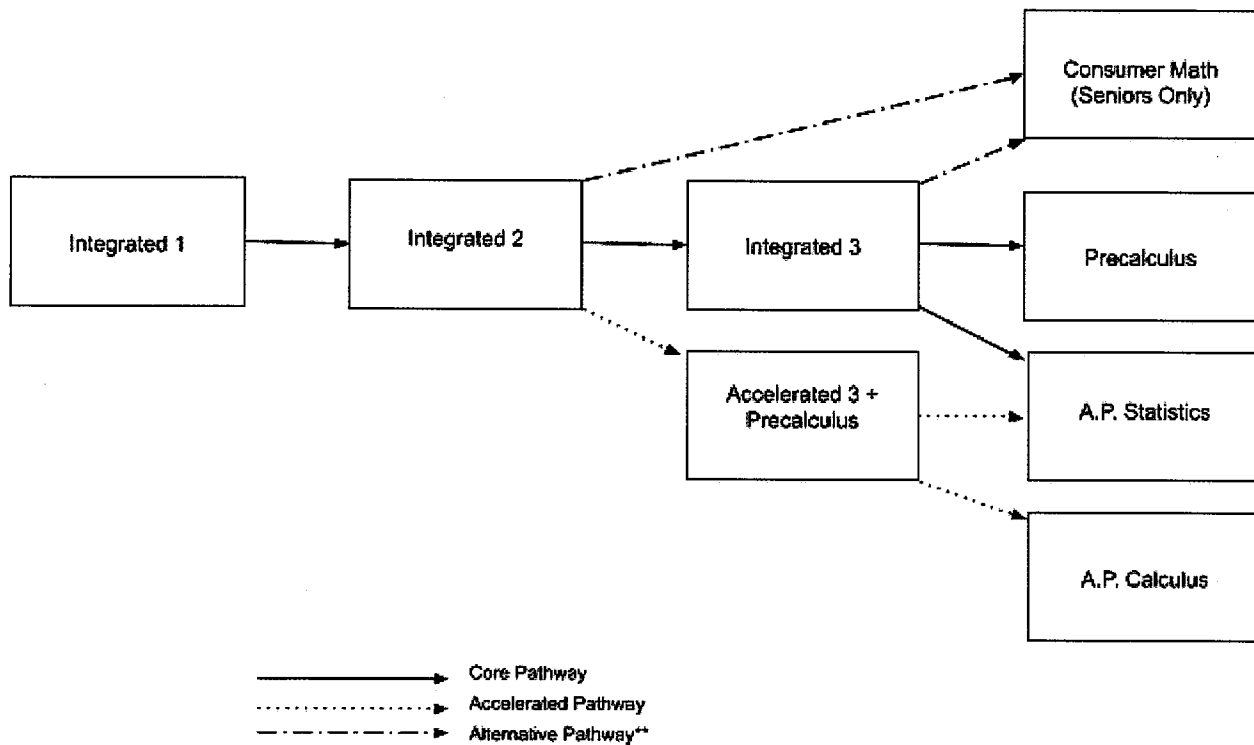 Consumer Math
(Seniors Only)
Integrated 1
Integrated 2
Integrated 3
Precalculus
Accelerated 3 +
Precalculus
A.P. Statistics
A.P. Calculus
Core Pathway
Accelerated Pathway
Alternative Pathway**